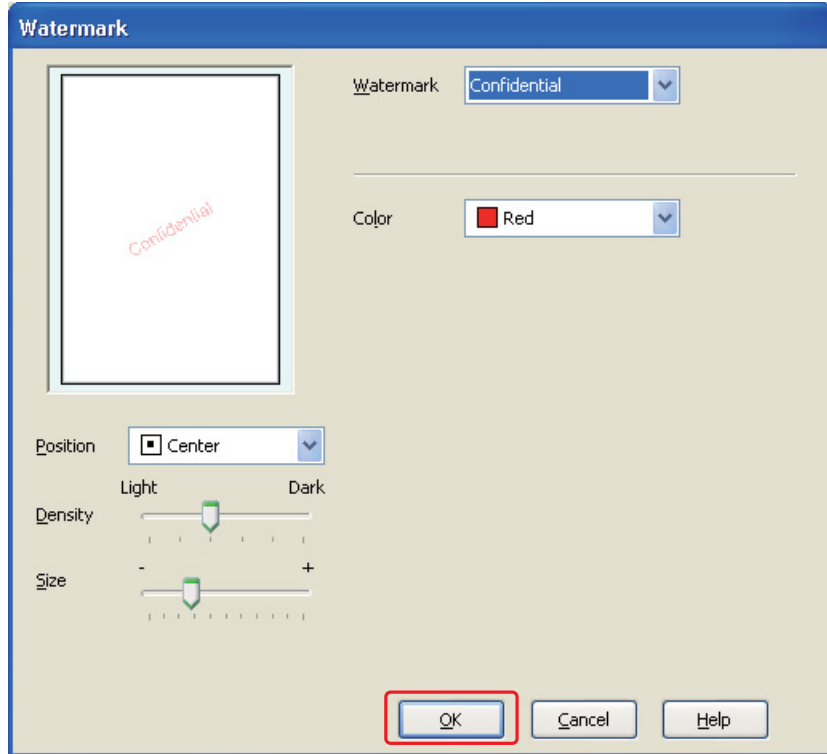 Watermark
Watermark Confidential
Confidential
Color Red
Position Center
Light Dark
Density
- +
Size
OK Cancel Help